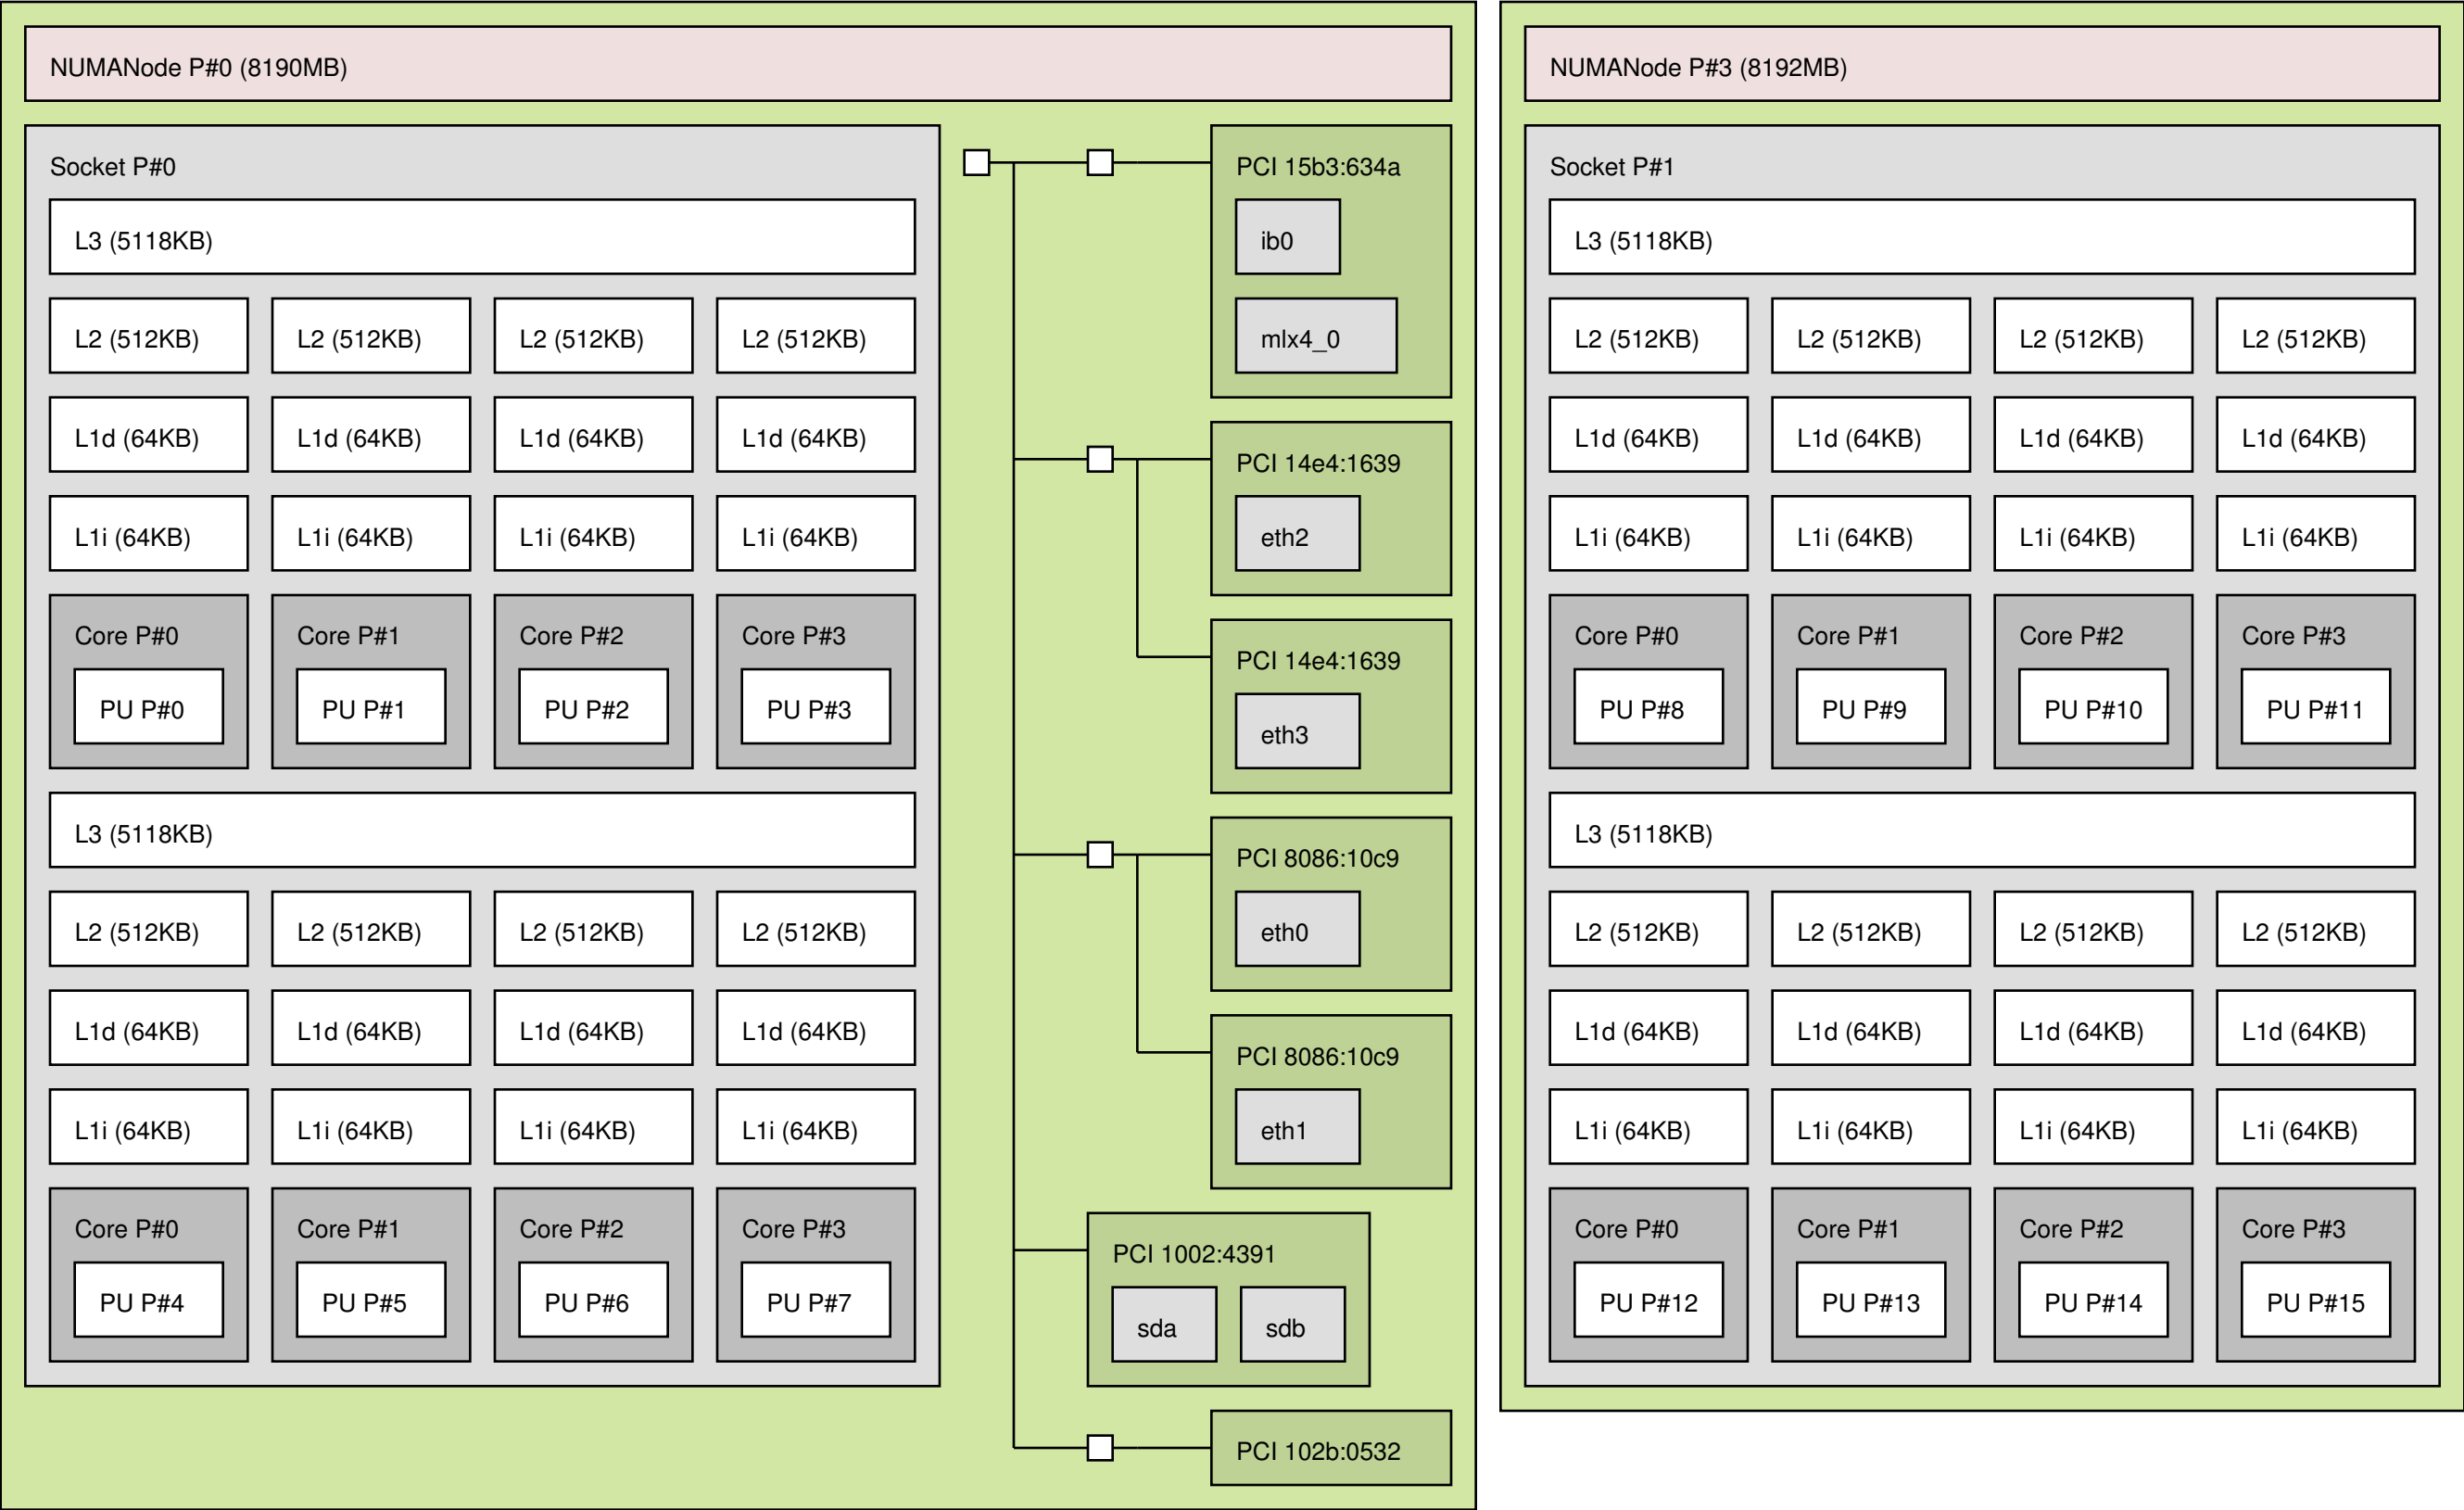 NUMANode P#0 (8190MB)
Socket P#0
L3 (5118KB)
L2 (512KB) L2 (512KB) L2 (512KB) L2 (512KB)
L1d (64KB) L1d (64KB) L1d (64KB) L1d (64KB)
L1i (64KB) L1i (64KB) L1i (64KB) L1i (64KB)
Core P#0 Core P#1 Core P#2 Core P#3
PU P#0 PU P#1 PU P#2 PU P#3
L3 (5118KB)
L2 (512KB) L2 (512KB) L2 (512KB) L2 (512KB)
L1d (64KB) L1d (64KB) L1d (64KB) L1d (64KB)
L1i (64KB) L1i (64KB) L1i (64KB) L1i (64KB)
Core P#0 Core P#1 Core P#2 Core P#3
PU P#4 PU P#5 PU P#6 PU P#7
PCI 15b3:634a
ib0
mlx4_0
PCI 14e4:1639
eth2
PCI 14e4:1639
eth3
PCI 8086:10c9
eth0
PCI 8086:10c9
eth1
PCI 1002:4391
sda sdb
PCI 102b:0532
NUMANode P#3 (8192MB)
Socket P#1
L3 (5118KB)
L2 (512KB) L2 (512KB) L2 (512KB) L2 (512KB)
L1d (64KB) L1d (64KB) L1d (64KB) L1d (64KB)
L1i (64KB) L1i (64KB) L1i (64KB) L1i (64KB)
Core P#0 Core P#1 Core P#2 Core P#3
PU P#8 PU P#9 PU P#10 PU P#11
L3 (5118KB)
L2 (512KB) L2 (512KB) L2 (512KB) L2 (512KB)
L1d (64KB) L1d (64KB) L1d (64KB) L1d (64KB)
L1i (64KB) L1i (64KB) L1i (64KB) L1i (64KB)
Core P#0 Core P#1 Core P#2 Core P#3
PU P#12 PU P#13 PU P#14 PU P#15